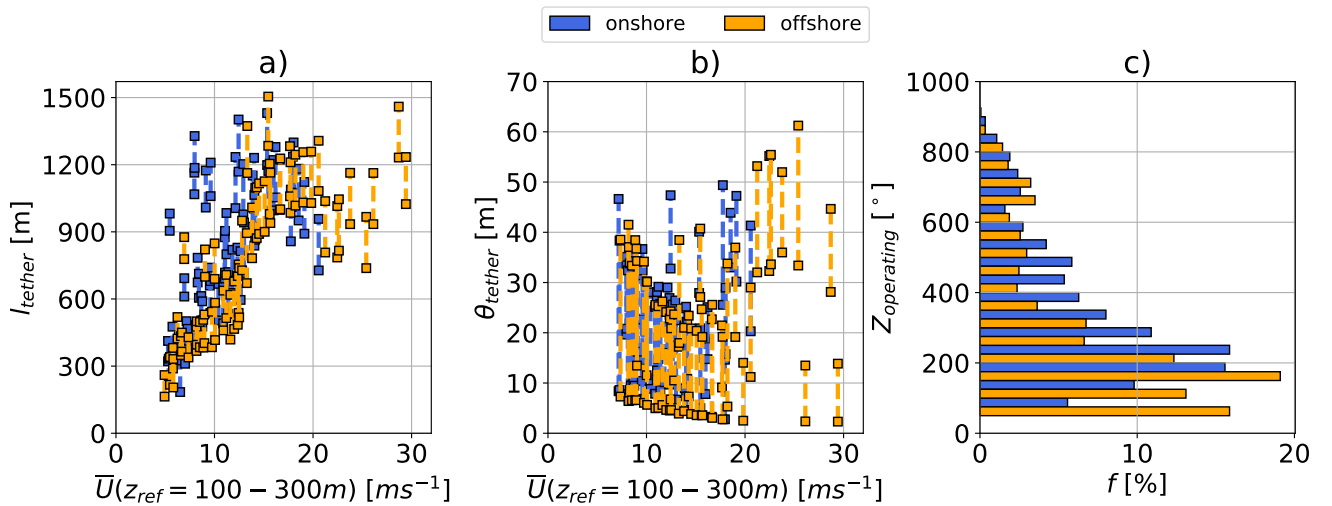 onshore offshore
a) b) c)
l_tether [m]
1500
1200
900
600
300
0
0 10 20 30
U̅(z_ref = 100 − 300m) [ms⁻¹]
θ_tether [m]
70
60
50
40
30
20
10
0
0 10 20 30
U̅(z_ref = 100 − 300m) [ms⁻¹]
Z_operating [°]
1000
800
600
400
200
0
0 10 20
f [%]